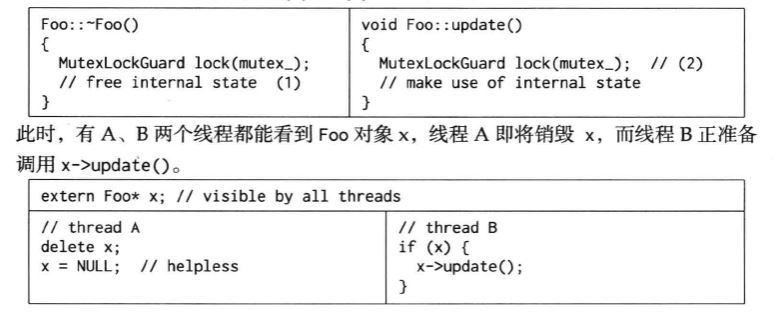 Foo::~Foo()
{
  MutexLockGuard lock(mutex_);
  // free internal state  (1)
}
void Foo::update()
{
  MutexLockGuard lock(mutex_);  // (2)
  // make use of internal state
}
此时，有 A、B 两个线程都能看到 Foo 对象 x，线程 A 即将销毁 x，而线程 B 正准备
调用 x->update()。
extern Foo* x; // visible by all threads
// thread A
delete x;
x = NULL;  // helpless
// thread B
if (x) {
  x->update();
}